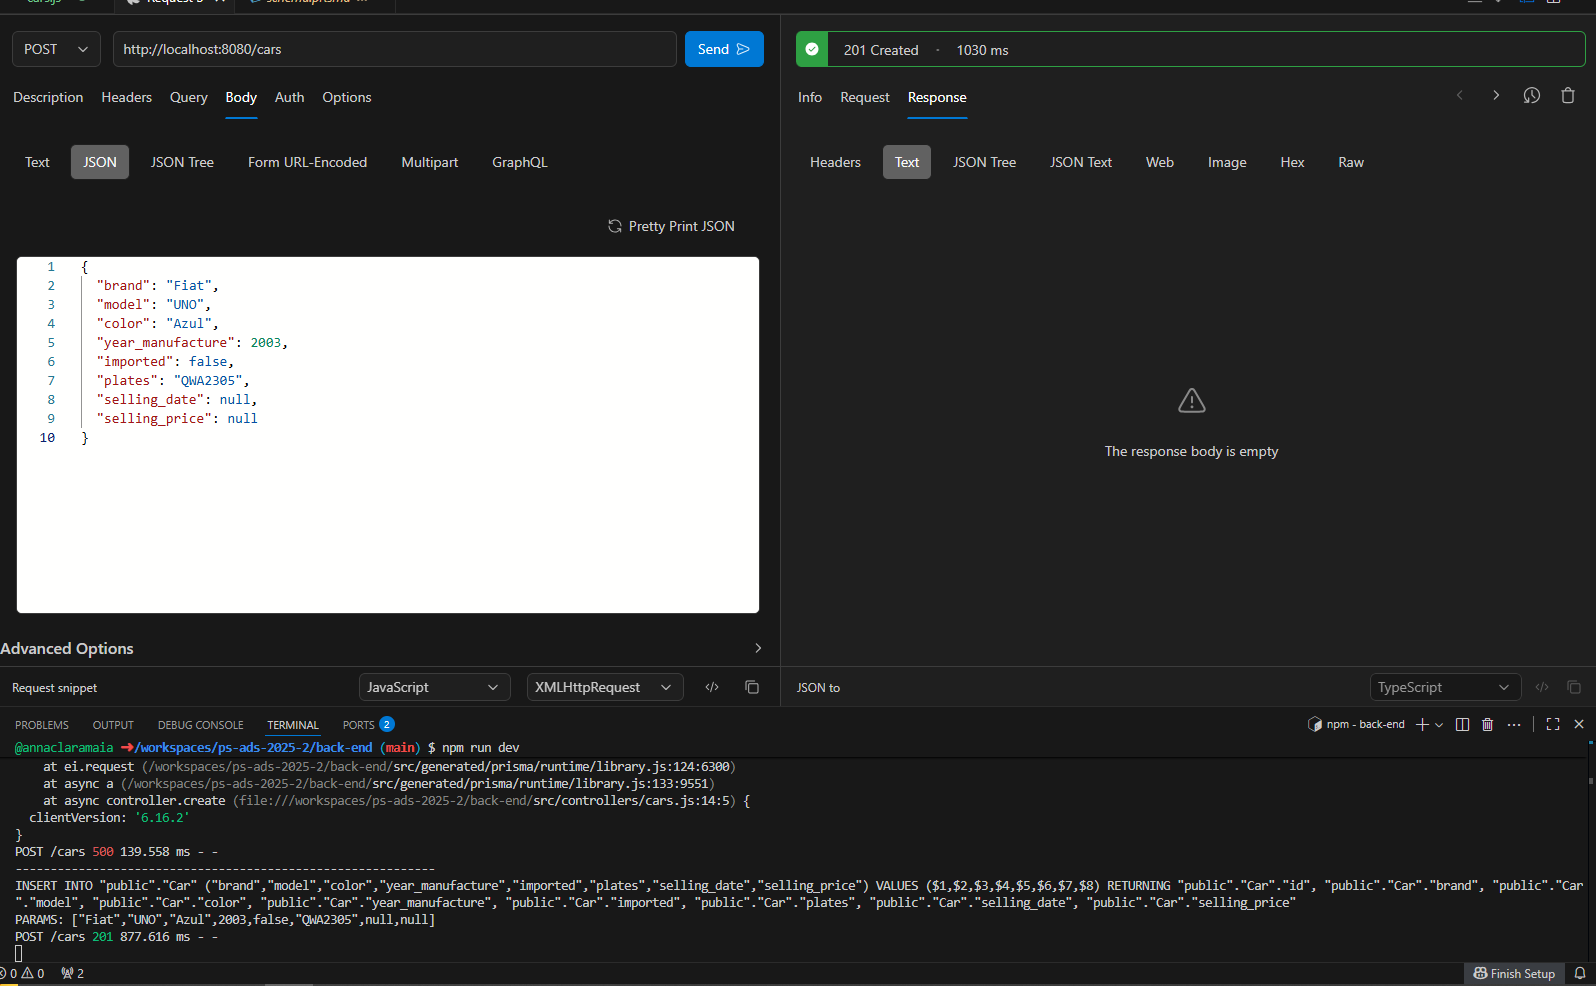 POST
http://localhost:8080/cars
Send
201 Created - 1030 ms
Description Headers Query Body Auth Options
Info Request Response
Text JSON JSON Tree Form URL-Encoded Multipart GraphQL
Headers Text JSON Tree JSON Text Web Image Hex Raw
Pretty Print JSON
1 {
2 "brand": "Fiat",
3 "model": "UNO",
4 "color": "Azul",
5 "year_manufacture": 2003,
6 "imported": false,
7 "plates": "QWA2305",
8 "selling_date": null,
9 "selling_price": null
10 }
The response body is empty
Advanced Options
Request snippet JavaScript XMLHttpRequest
JSON to TypeScript
PROBLEMS OUTPUT DEBUG CONSOLE TERMINAL PORTS 2
npm - back-end
@annaclaramaia ➜/workspaces/ps-ads-2025-2/back-end (main) $ npm run dev
at ei.request (/workspaces/ps-ads-2025-2/back-end/src/generated/prisma/runtime/library.js:124:6300)
at async a (/workspaces/ps-ads-2025-2/back-end/src/generated/prisma/runtime/library.js:133:9551)
at async controller.create (file:///workspaces/ps-ads-2025-2/back-end/src/controllers/cars.js:14:5) {
clientVersion: '6.16.2'
}
POST /cars 500 139.558 ms - -
------------------------------------------------------------
INSERT INTO "public"."Car" ("brand","model","color","year_manufacture","imported","plates","selling_date","selling_price") VALUES ($1,$2,$3,$4,$5,$6,$7,$8) RETURNING "public"."Car"."id", "public"."Car"."brand", "public"."Car
"."model", "public"."Car"."color", "public"."Car"."year_manufacture", "public"."Car"."imported", "public"."Car"."plates", "public"."Car"."selling_date", "public"."Car"."selling_price"
PARAMS: ["Fiat","UNO","Azul",2003,false,"QWA2305",null,null]
POST /cars 201 877.616 ms - -
0 0 2
Finish Setup